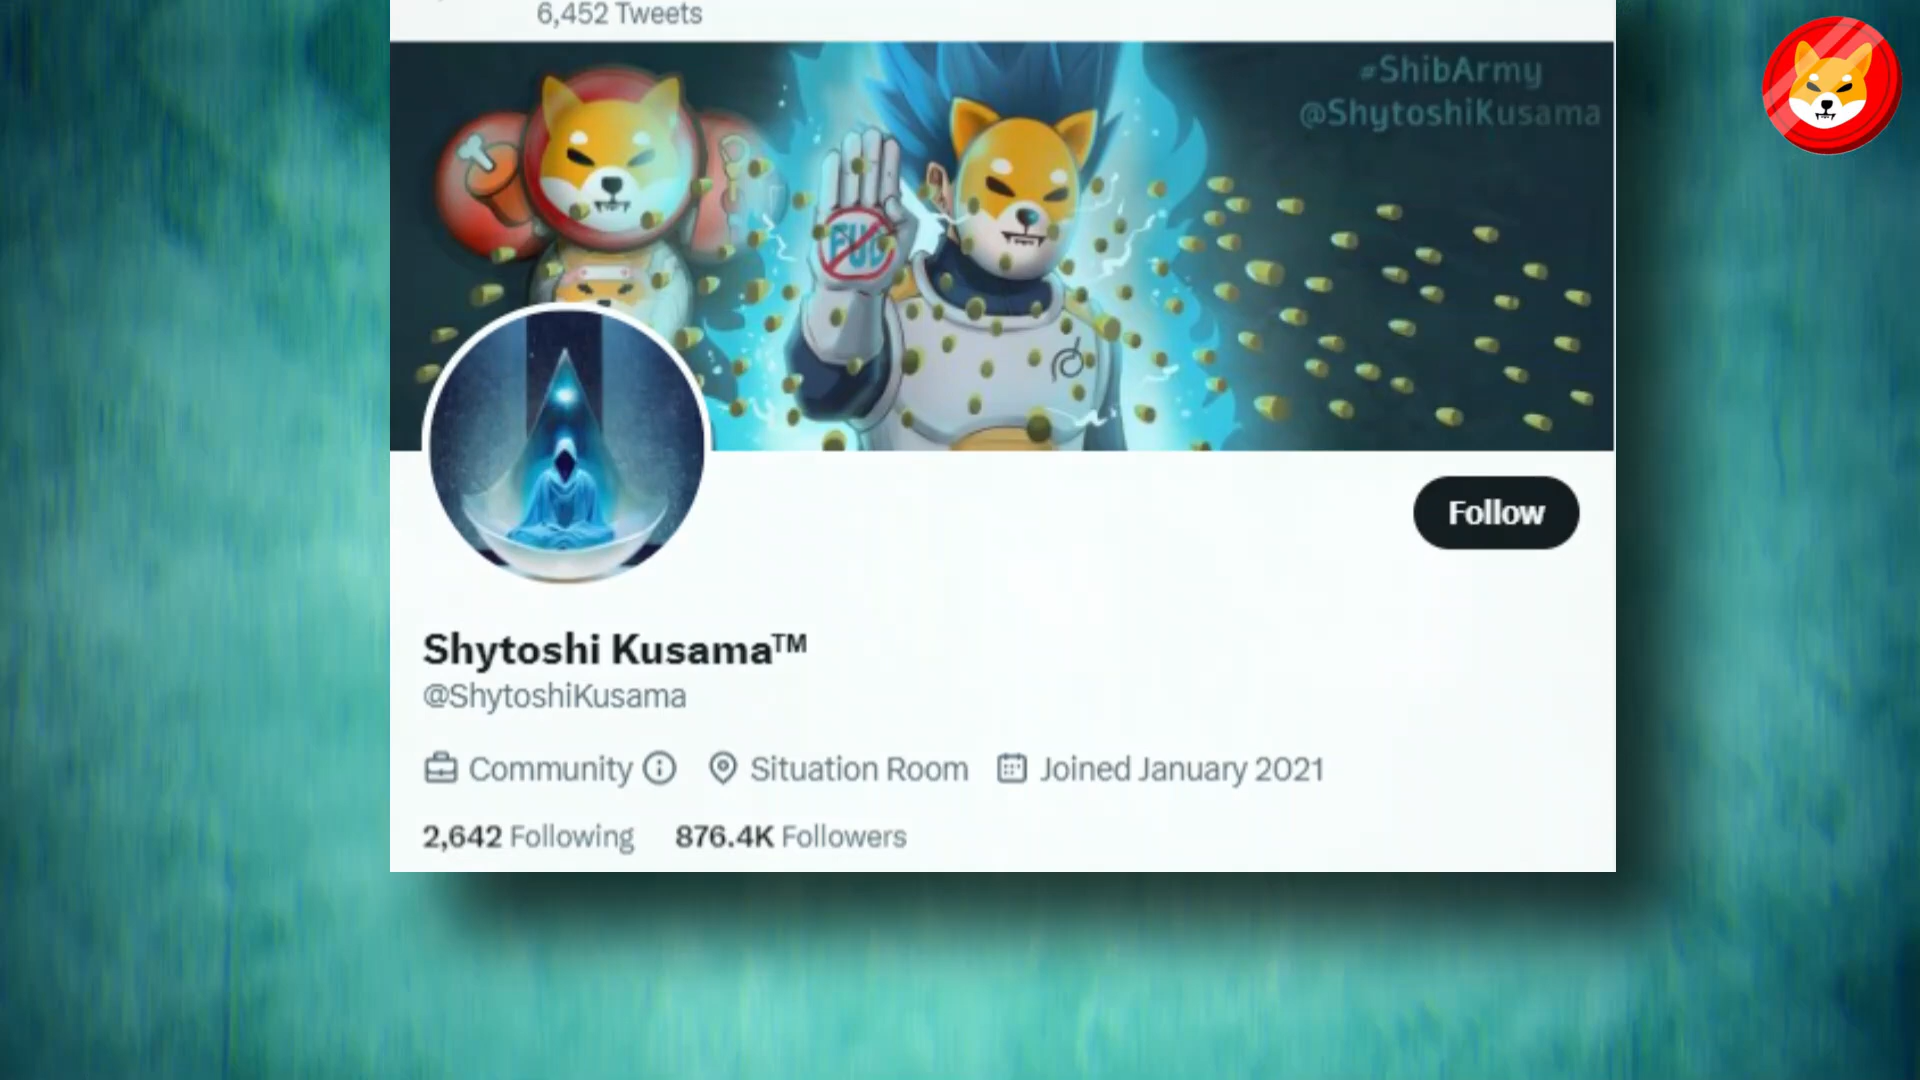 6,452 Tweets
#ShibArmy
@ShytoshiKusama
FUD
Follow
Shytoshi Kusama™
@ShytoshiKusama
Community Situation Room Joined January 2021
2,642 Following 876.4K Followers